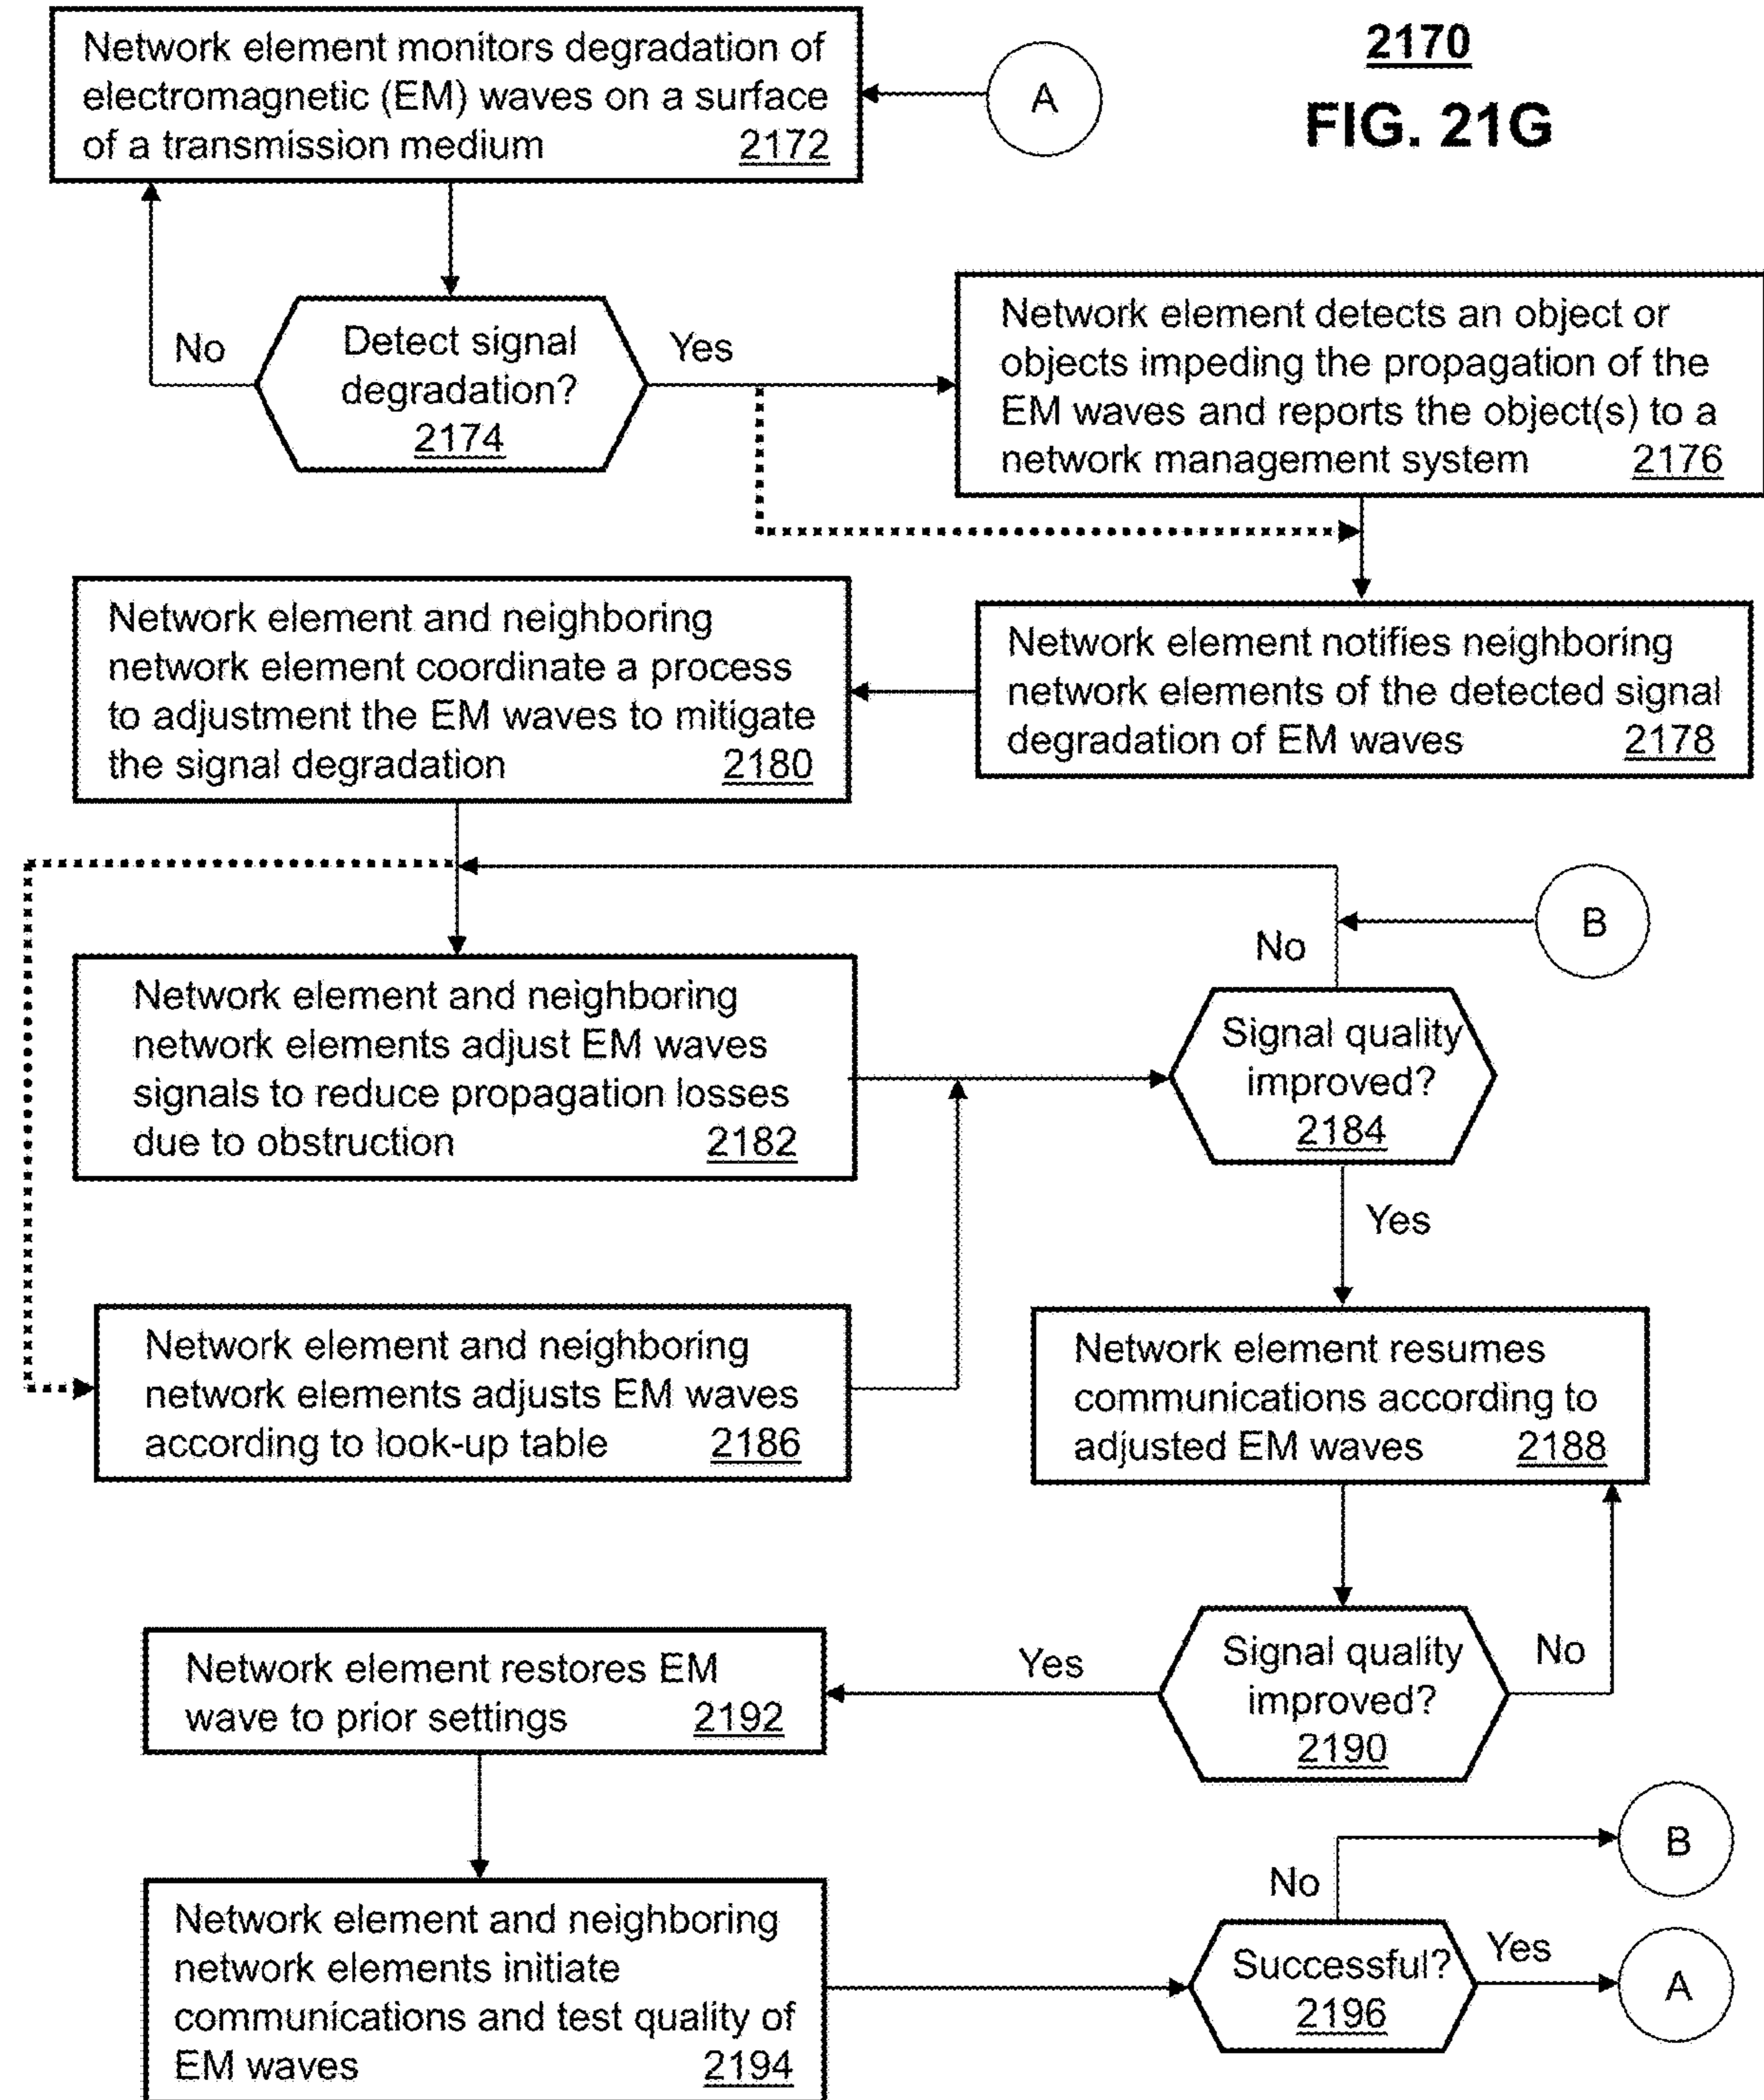 2170
FIG. 21G
Network element monitors degradation of
electromagnetic (EM) waves on a surface
of a transmission medium 2172
A
No
Detect signal
degradation?
2174
Yes
Network element detects an object or
objects impeding the propagation of the
EM waves and reports the object(s) to a
network management system 2176
Network element notifies neighboring
network elements of the detected signal
degradation of EM waves 2178
Network element and neighboring
network element coordinate a process
to adjustment the EM waves to mitigate
the signal degradation 2180
B
No
Network element and neighboring
network elements adjust EM waves
signals to reduce propagation losses
due to obstruction 2182
Signal quality
improved?
2184
Yes
Network element and neighboring
network elements adjusts EM waves
according to look-up table 2186
Network element resumes
communications according to
adjusted EM waves 2188
Signal quality
improved?
2190
No
Yes
Network element restores EM
wave to prior settings 2192
Network element and neighboring
network elements initiate
communications and test quality of
EM waves 2194
Successful?
2196
No
B
Yes
A